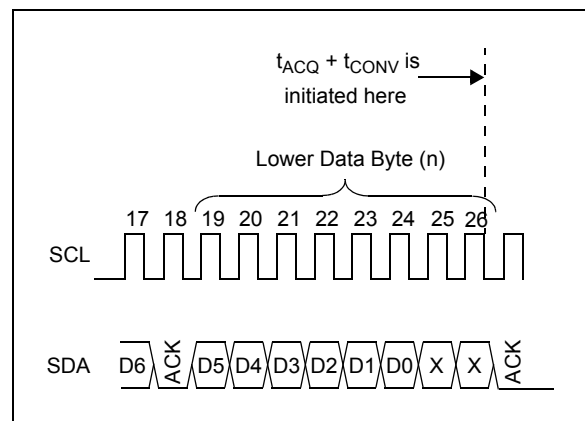 tACQ + tCONV is
initiated here
Lower Data Byte (n)
17 18 19 20 21 22 23 24 25 26
SCL
SDA D6 ACK D5 D4 D3 D2 D1 D0 X X ACK